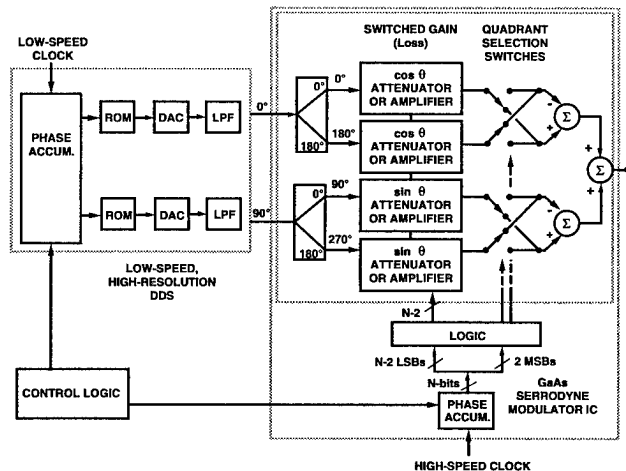 SWITCHED GAIN
(Loss)
QUADRANT
SELECTION
SWITCHES
LOW-SPEED
CLOCK
PHASE
ACCUM.
ROM
DAC
LPF
0°
0°
180°
0°
180°
cos θ
ATTENUATOR
OR AMPLIFIER
cos θ
ATTENUATOR
OR AMPLIFIER
-
+
Σ
+
Σ
+
ROM
DAC
LPF
90°
0°
180°
90°
270°
sin θ
ATTENUATOR
OR AMPLIFIER
sin θ
ATTENUATOR
OR AMPLIFIER
-
+
Σ
LOW-SPEED,
HIGH-RESOLUTION
DDS
N-2
LOGIC
N-2 LSBs
2 MSBs
N-bits
GaAs
SERRODYNE
MODULATOR IC
CONTROL LOGIC
PHASE
ACCUM.
HIGH-SPEED CLOCK